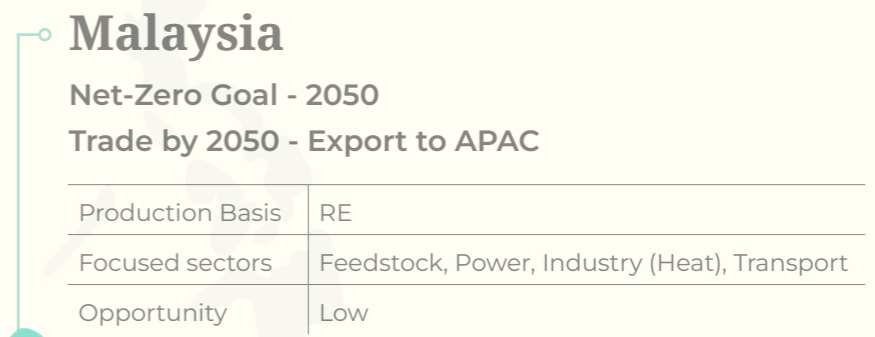 Malaysia
Net-Zero Goal - 2050
Trade by 2050 - Export to APAC
Production Basis RE
Focused sectors Feedstock, Power, Industry (Heat), Transport
Opportunity Low